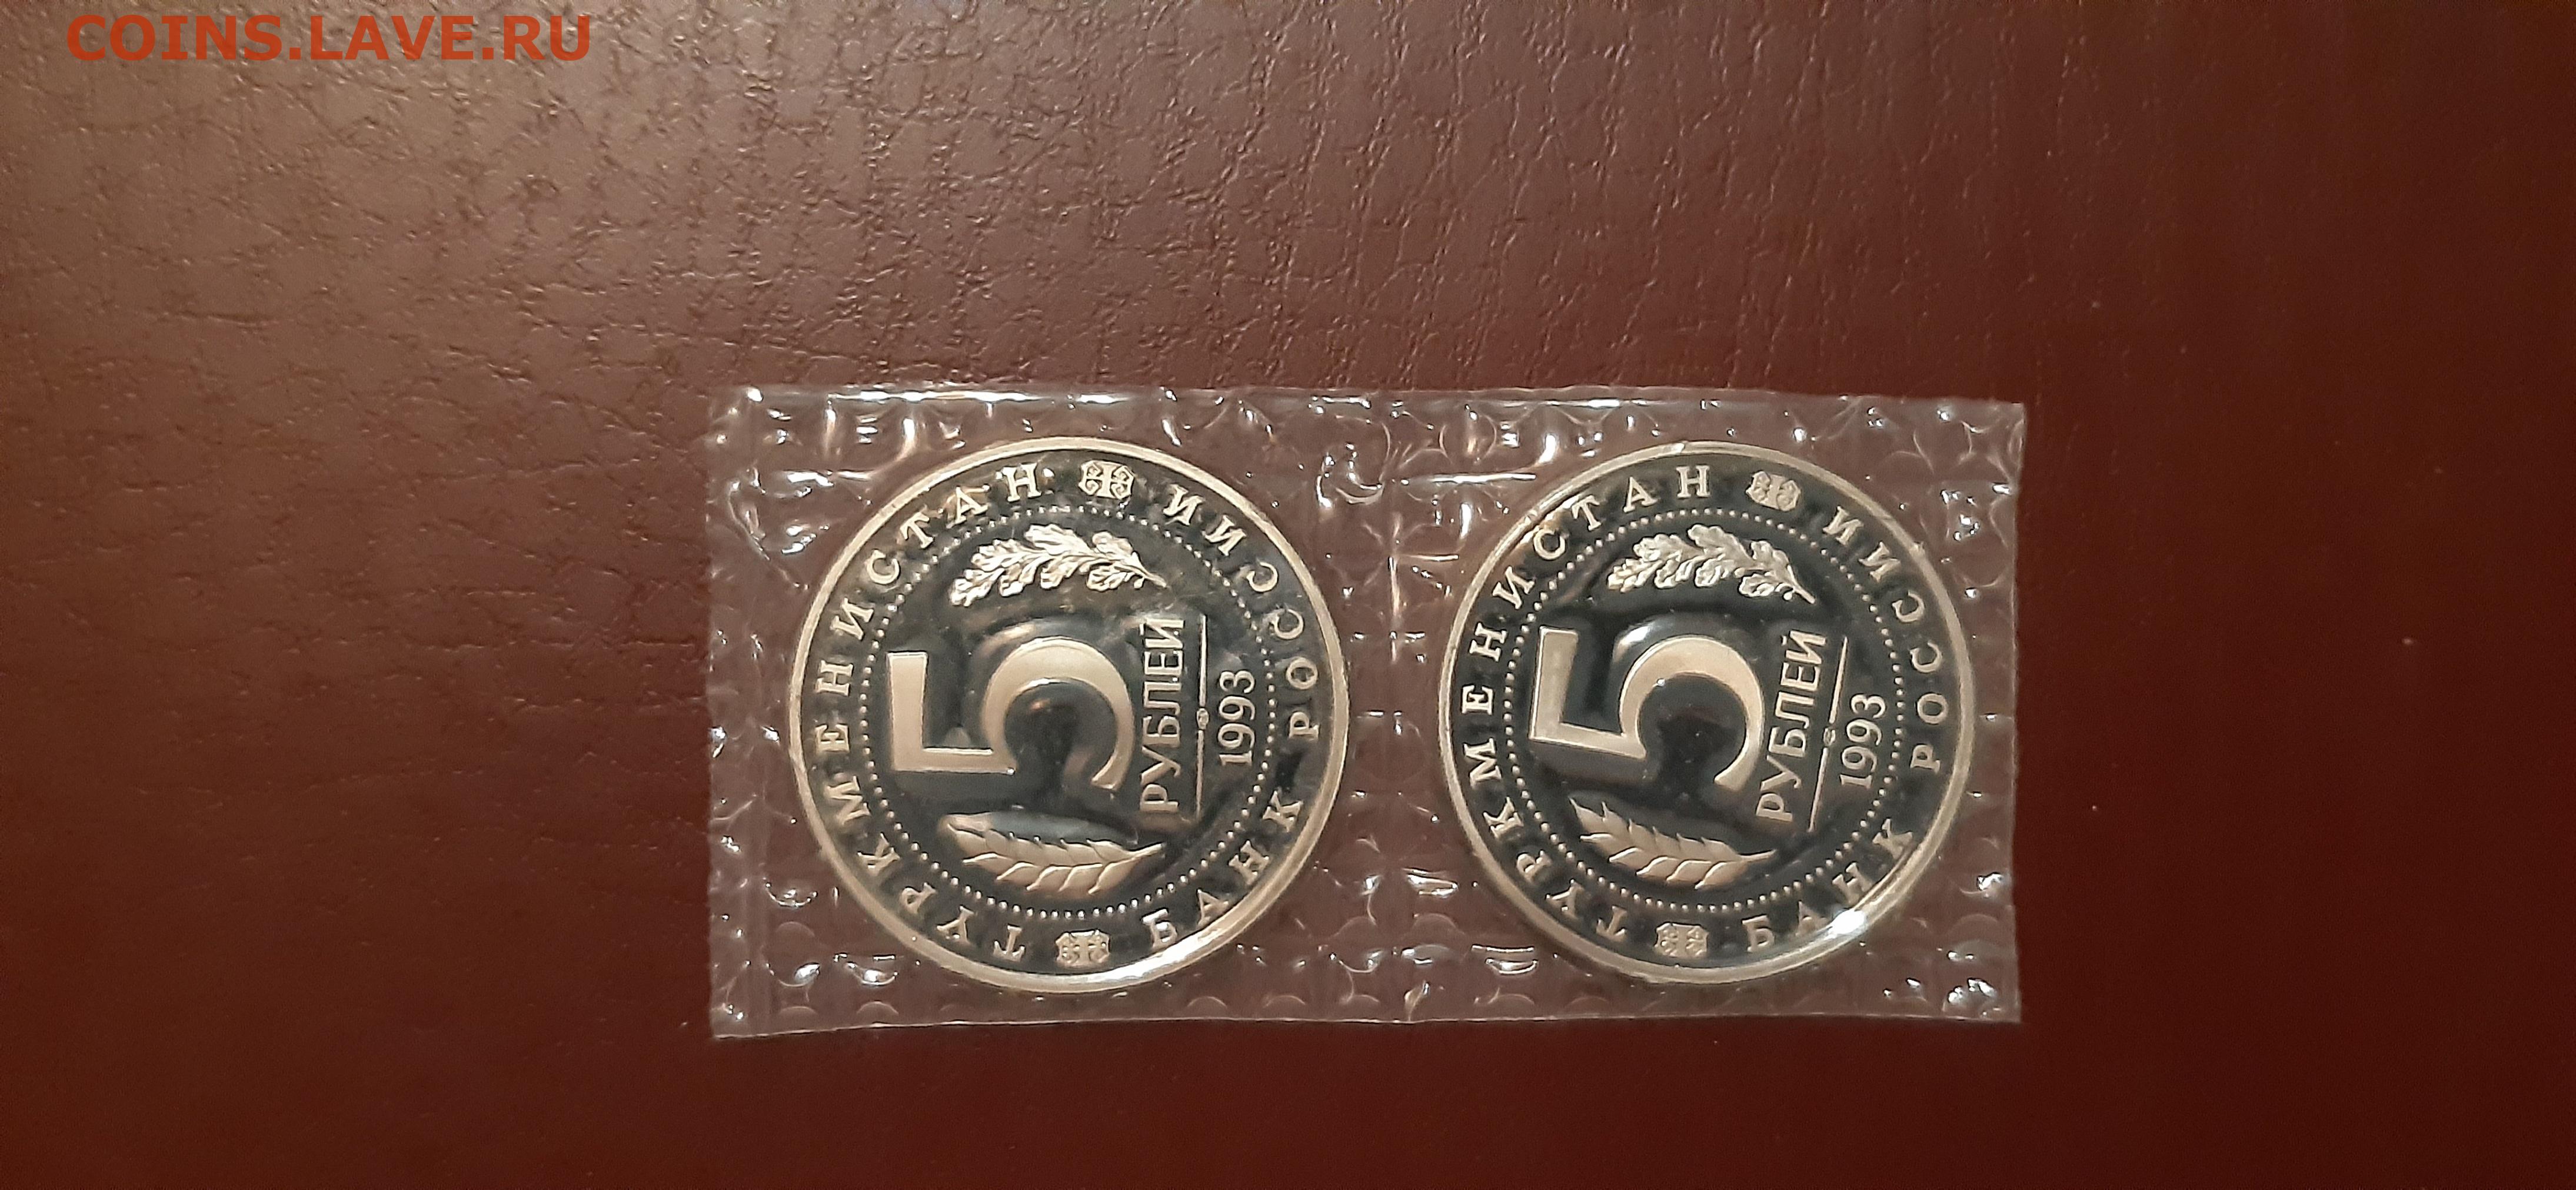 COINS.LAVE.RU
ТУРКМЕНИСТАН
5
РУБЛЕЙ
1993
БАНК РОССИИ
ТУРКМЕНИСТАН
5
РУБЛЕЙ
1993
БАНК РОССИИ